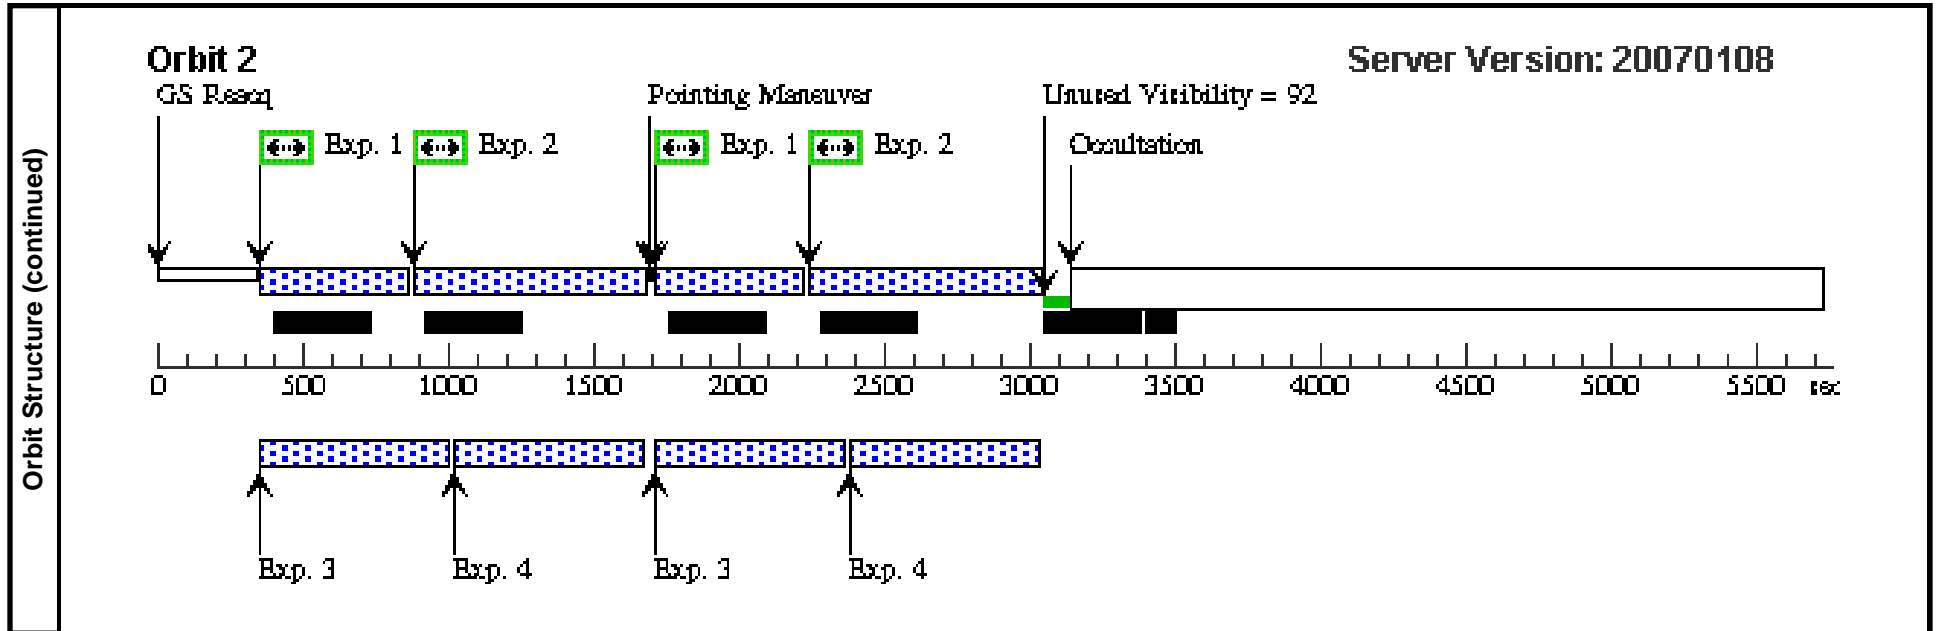 Orbit Structure (continued)
Orbit 2
Server Version: 20070108
GS Reacq
Pointing Maneuver
Unused Visibility = 92
Exp. 1
Exp. 2
Exp. 1
Exp. 2
Occultation
0 500 1000 1500 2000 2500 3000 3500 4000 4500 5000 5500 sec
Exp. 3
Exp. 4
Exp. 3
Exp. 4